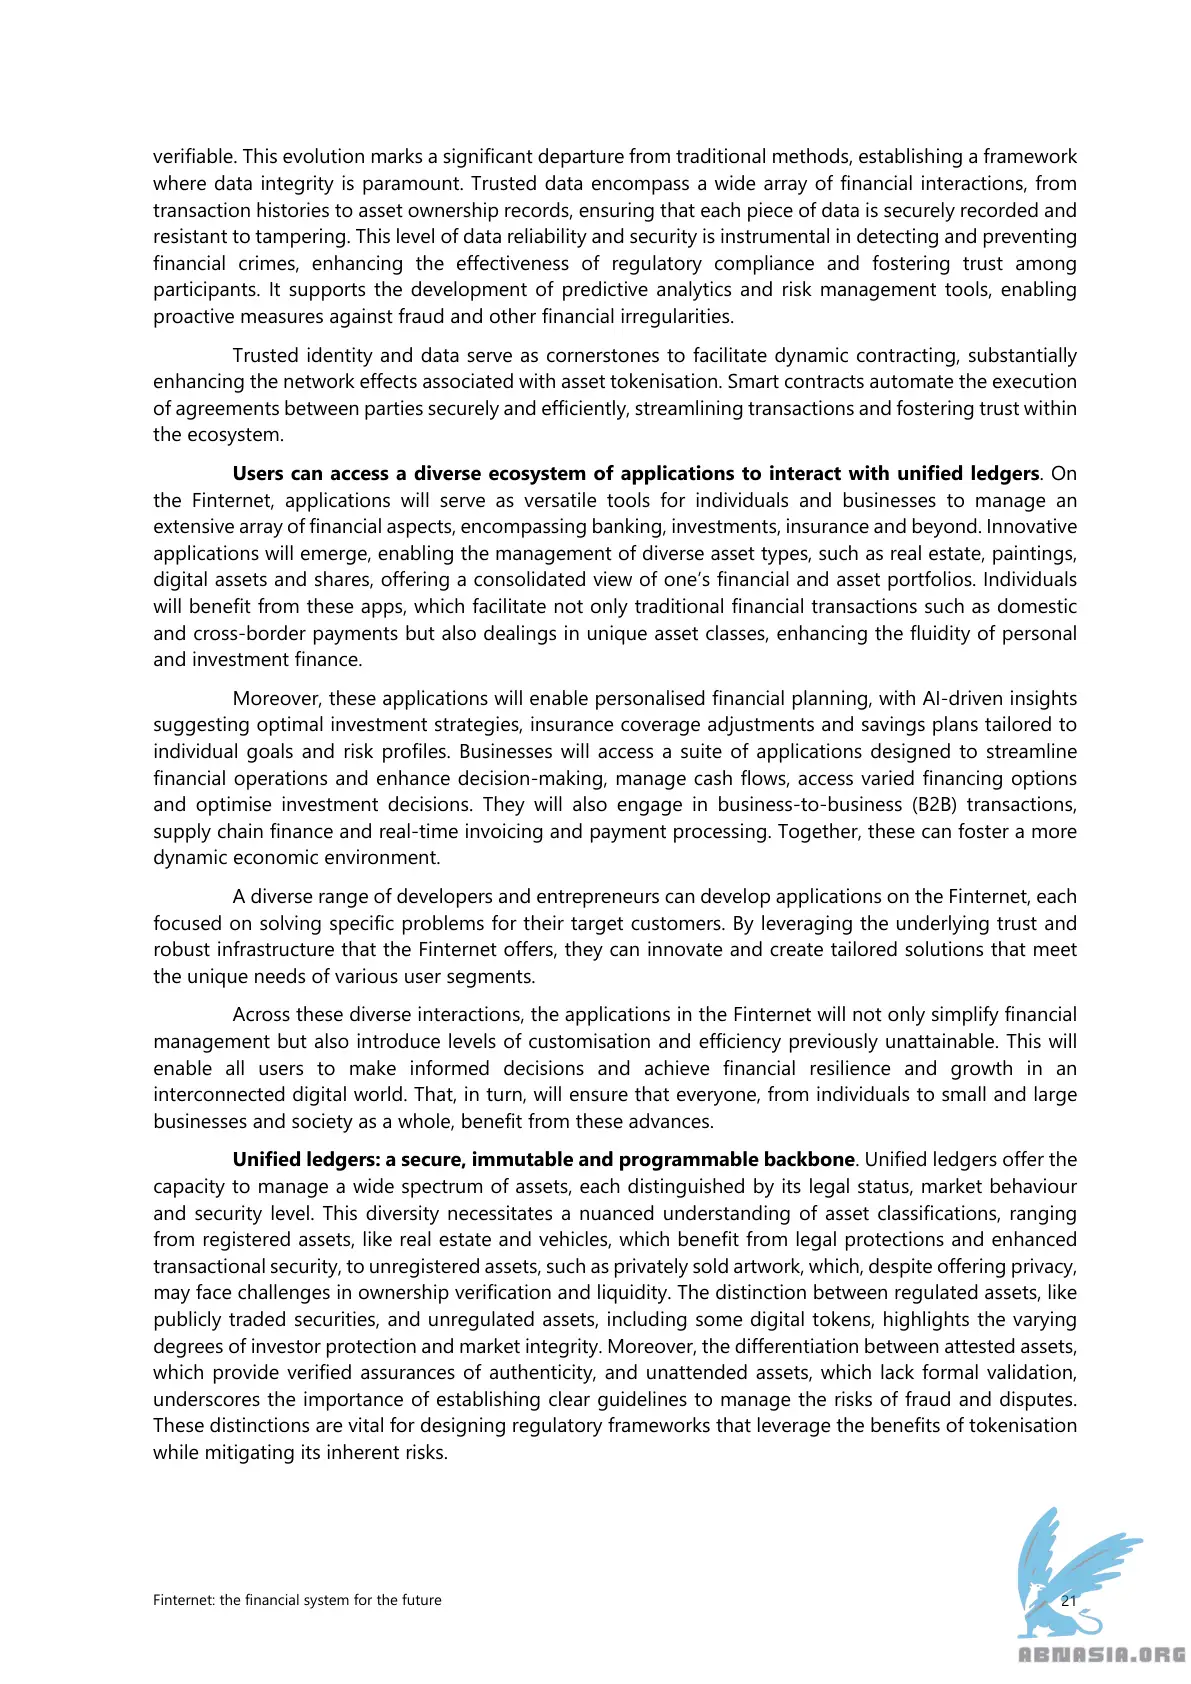 verifiable. This evolution marks a significant departure from traditional methods, establishing a framework
where data integrity is paramount. Trusted data encompass a wide array of financial interactions, from
transaction histories to asset ownership records, ensuring that each piece of data is securely recorded and
resistant to tampering. This level of data reliability and security is instrumental in detecting and preventing
financial crimes, enhancing the effectiveness of regulatory compliance and fostering trust among
participants. It supports the development of predictive analytics and risk management tools, enabling
proactive measures against fraud and other financial irregularities.
Trusted identity and data serve as cornerstones to facilitate dynamic contracting, substantially
enhancing the network effects associated with asset tokenisation. Smart contracts automate the execution
of agreements between parties securely and efficiently, streamlining transactions and fostering trust within
the ecosystem.
Users can access a diverse ecosystem of applications to interact with unified ledgers. On
the Finternet, applications will serve as versatile tools for individuals and businesses to manage an
extensive array of financial aspects, encompassing banking, investments, insurance and beyond. Innovative
applications will emerge, enabling the management of diverse asset types, such as real estate, paintings,
digital assets and shares, offering a consolidated view of one's financial and asset portfolios. Individuals
will benefit from these apps, which facilitate not only traditional financial transactions such as domestic
and cross-border payments but also dealings in unique asset classes, enhancing the fluidity of personal
and investment finance.
Moreover, these applications will enable personalised financial planning, with AI-driven insights
suggesting optimal investment strategies, insurance coverage adjustments and savings plans tailored to
individual goals and risk profiles. Businesses will access a suite of applications designed to streamline
financial operations and enhance decision-making, manage cash flows, access varied financing options
and optimise investment decisions. They will also engage in business-to-business (B2B) transactions,
supply chain finance and real-time invoicing and payment processing. Together, these can foster a more
dynamic economic environment.
A diverse range of developers and entrepreneurs can develop applications on the Finternet, each
focused on solving specific problems for their target customers. By leveraging the underlying trust and
robust infrastructure that the Finternet offers, they can innovate and create tailored solutions that meet
the unique needs of various user segments.
Across these diverse interactions, the applications in the Finternet will not only simplify financial
management but also introduce levels of customisation and efficiency previously unattainable. This will
enable all users to make informed decisions and achieve financial resilience and growth in an
interconnected digital world. That, in turn, will ensure that everyone, from individuals to small and large
businesses and society as a whole, benefit from these advances.
Unified ledgers: a secure, immutable and programmable backbone. Unified ledgers offer the
capacity to manage a wide spectrum of assets, each distinguished by its legal status, market behaviour
and security level. This diversity necessitates a nuanced understanding of asset classifications, ranging
from registered assets, like real estate and vehicles, which benefit from legal protections and enhanced
transactional security, to unregistered assets, such as privately sold artwork, which, despite offering privacy,
may face challenges in ownership verification and liquidity. The distinction between regulated assets, like
publicly traded securities, and unregulated assets, including some digital tokens, highlights the varying
degrees of investor protection and market integrity. Moreover, the differentiation between attested assets,
which provide verified assurances of authenticity, and unattended assets, which lack formal validation,
underscores the importance of establishing clear guidelines to manage the risks of fraud and disputes.
These distinctions are vital for designing regulatory frameworks that leverage the benefits of tokenisation
while mitigating its inherent risks.
Finternet: the financial system for the future
21
ABNASIA.ORG